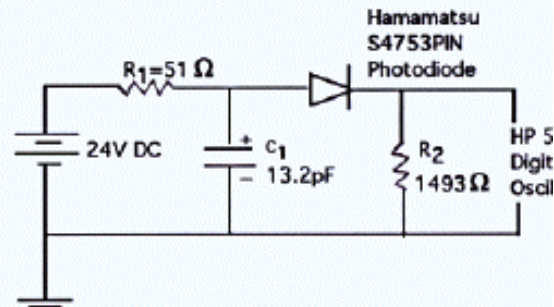 Hamamatsu
S4753PIN
Photodiode
R1=51 Ω
24V DC
+
C1
13.2pF
–
R2
1493Ω
HP 5
Digit
Oscil